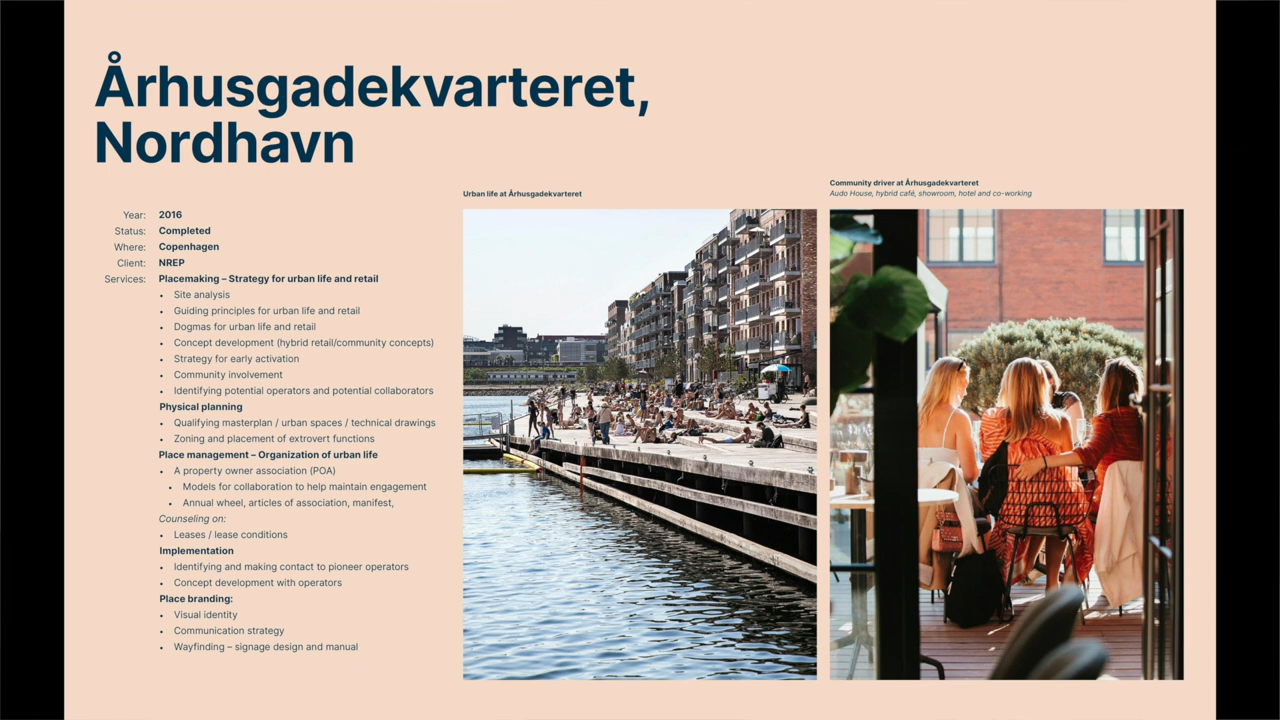 Århusgadekvarteret,
Nordhavn
Year: 2016
Status: Completed
Where: Copenhagen
Client: NREP
Services: Placemaking – Strategy for urban life and retail
• Site analysis
• Guiding principles for urban life and retail
• Dogmas for urban life and retail
• Concept development (hybrid retail/community concepts)
• Strategy for early activation
• Community involvement
• Identifying potential operators and potential collaborators
Physical planning
• Qualifying masterplan / urban spaces / technical drawings
• Zoning and placement of extrovert functions
Place management – Organization of urban life
• A property owner association (POA)
• Models for collaboration to help maintain engagement
• Annual wheel, articles of association, manifest,
Counseling on:
• Leases / lease conditions
Implementation
• Identifying and making contact to pioneer operators
• Concept development with operators
Place branding:
• Visual identity
• Communication strategy
• Wayfinding – signage design and manual
Urban life at Århusgadekvarteret
Community driver at Århusgadekvarteret
Audo House, hybrid café, showroom, hotel and co-working